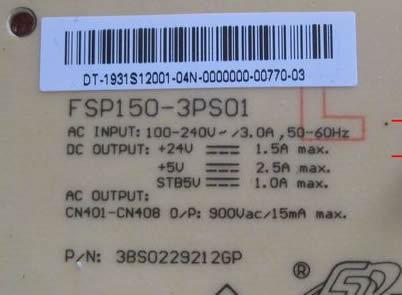 DT-1931S12001-04N-0000000-00770-03
FSP150-3PS01
AC INPUT: 100-240V~/3.0A,50-60Hz
DC OUTPUT: +24V ⎓ 1.5A max.
+5V ⎓ 2.5A max.
STB5V ⎓ 1.0A max.
AC OUTPUT:
CN401-CN408 O/P: 900Vac/15mA max.
P/N: 3BS0229212GP
®